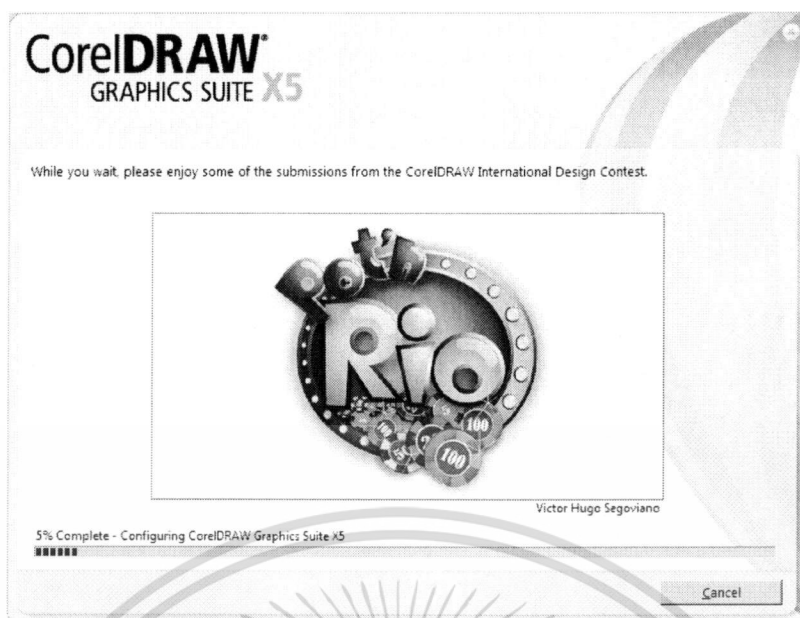 CorelDRAW®
GRAPHICS SUITE X5
While you wait, please enjoy some of the submissions from the CorelDRAW International Design Contest.
Rio
100
100
100
Victor Hugo Segoviano
5% Complete - Configuring CorelDRAW Graphics Suite X5
Cancel